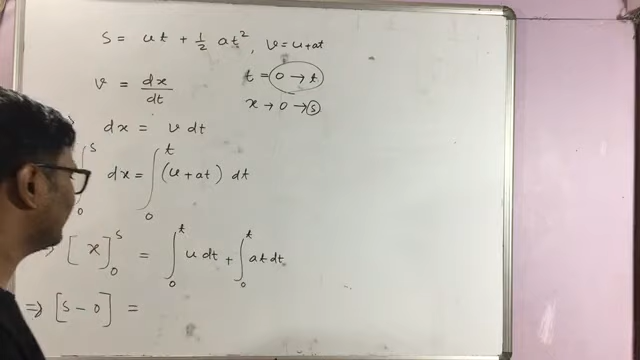 S = ut + 1/2 at², v = u+at
v = dx/dt
t = 0 → t
x → 0 → s
dx = v dt
∫₀ˢ dx = ∫₀ᵗ (u + at) dt
⇒ [x]₀ˢ = ∫₀ᵗ u dt + ∫₀ᵗ at dt
⇒ [s - 0] =